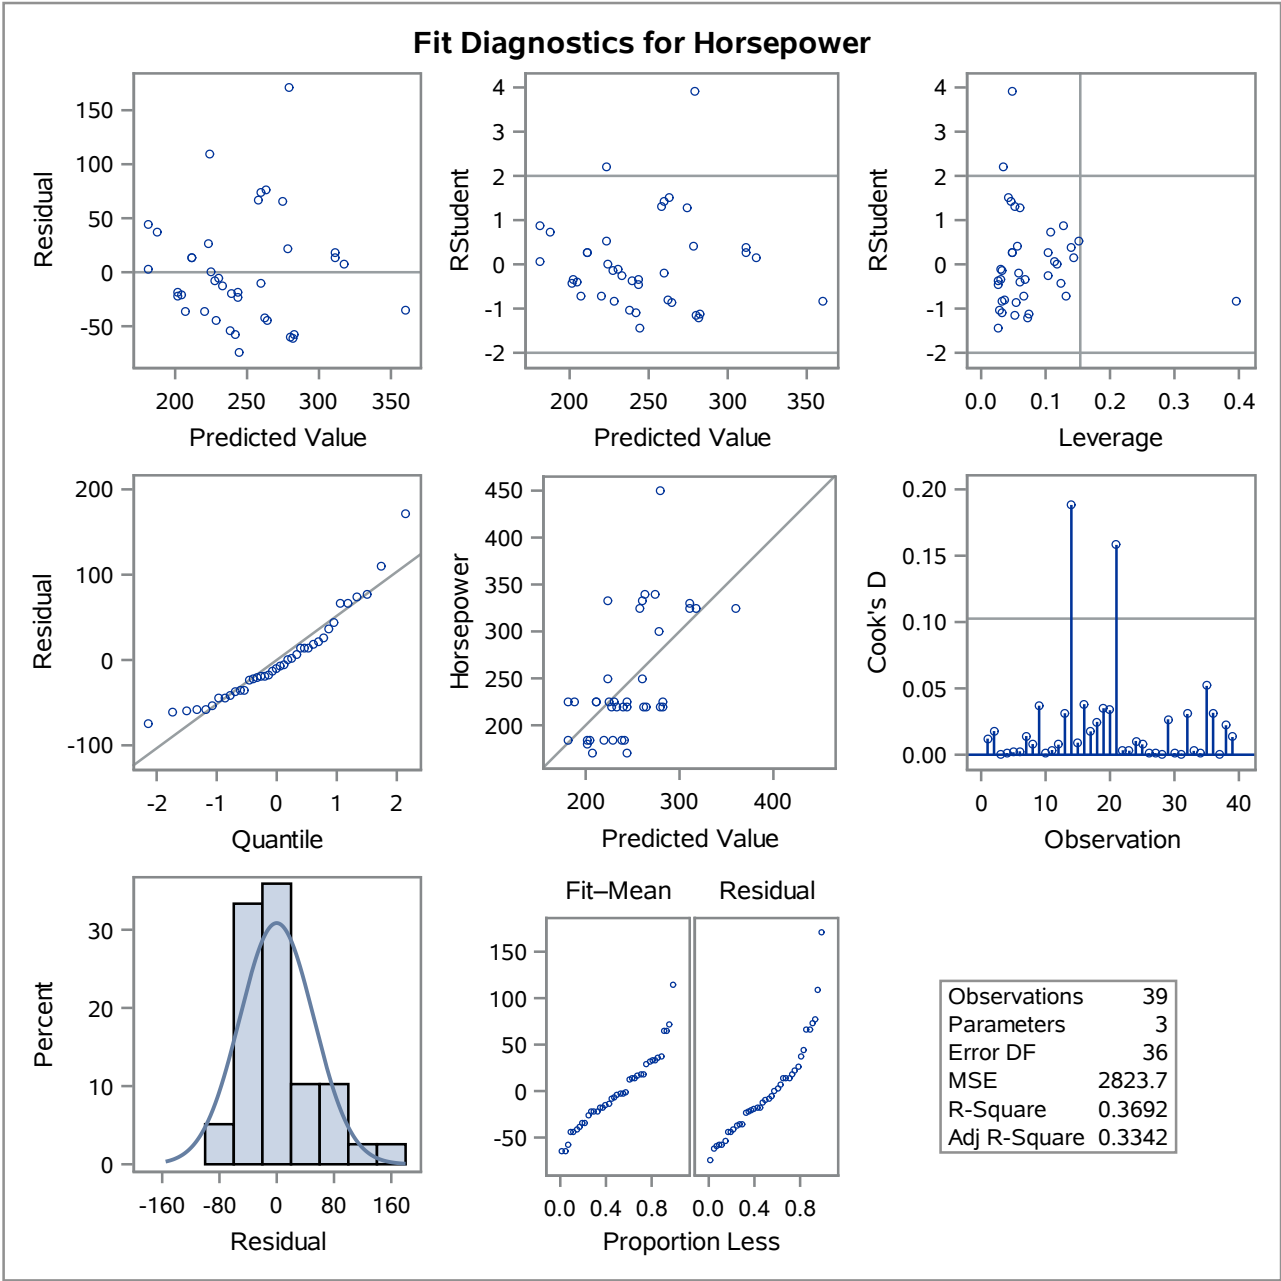 Fit Diagnostics for Horsepower
150
100
50
0
-50
Residual
200 250 300 350
Predicted Value
4
3
2
1
0
-1
-2
RStudent
200 250 300 350
Predicted Value
4
3
2
1
0
-1
-2
RStudent
0.0 0.1 0.2 0.3 0.4
Leverage
200
100
0
-100
Residual
-2 -1 0 1 2
Quantile
450
400
350
300
250
200
Horsepower
200 300 400
Predicted Value
0.20
0.15
0.10
0.05
0.00
Cook's D
0 10 20 30 40
Observation
30
20
10
0
Percent
-160 -80 0 80 160
Residual
Fit–Mean Residual
150
100
50
0
-50
0.0 0.4 0.8 0.0 0.4 0.8
Proportion Less
Observations 39
Parameters 3
Error DF 36
MSE 2823.7
R-Square 0.3692
Adj R-Square 0.3342